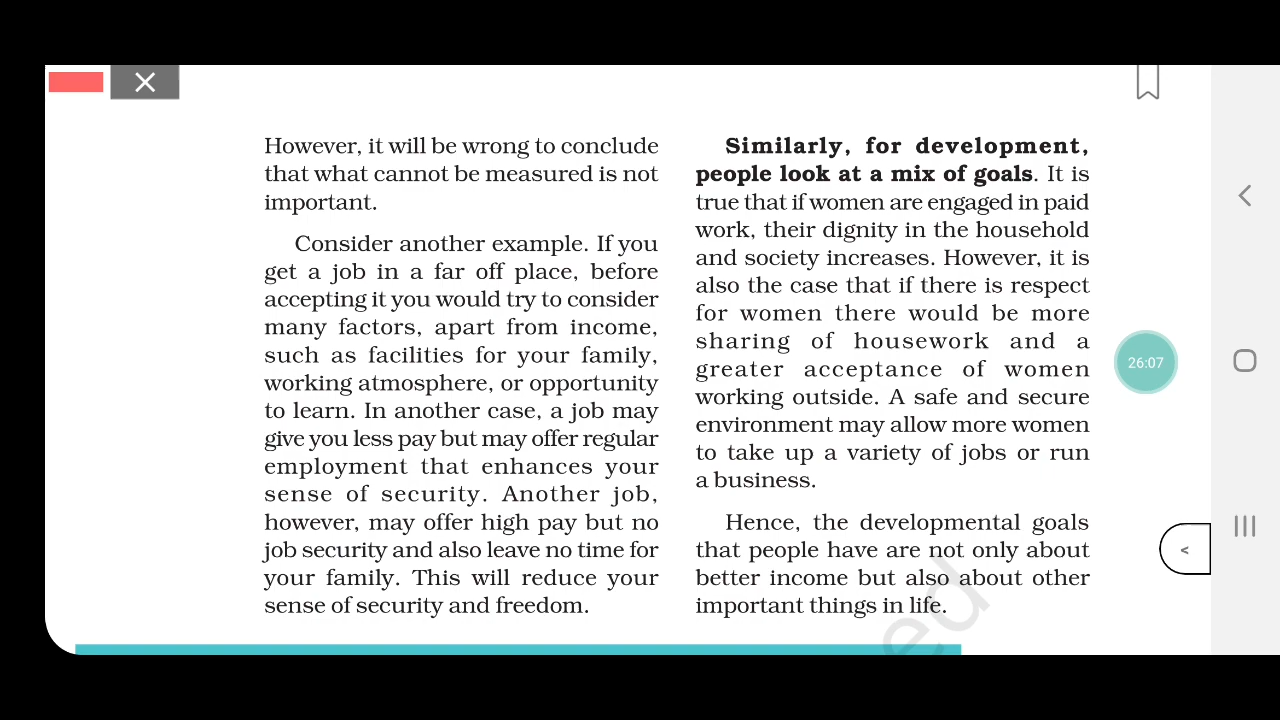 However, it will be wrong to conclude
that what cannot be measured is not
important.
Consider another example. If you
get a job in a far off place, before
accepting it you would try to consider
many factors, apart from income,
such as facilities for your family,
working atmosphere, or opportunity
to learn. In another case, a job may
give you less pay but may offer regular
employment that enhances your
sense of security. Another job,
however, may offer high pay but no
job security and also leave no time for
your family. This will reduce your
sense of security and freedom.
Similarly, for development,
people look at a mix of goals. It is
true that if women are engaged in paid
work, their dignity in the household
and society increases. However, it is
also the case that if there is respect
for women there would be more
sharing of housework and a
greater acceptance of women
working outside. A safe and secure
environment may allow more women
to take up a variety of jobs or run
a business.
Hence, the developmental goals
that people have are not only about
better income but also about other
important things in life.
26:07
ed